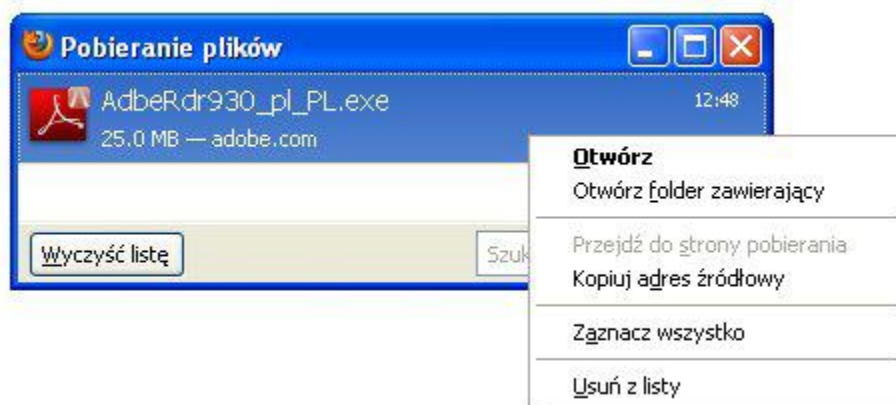 Pobieranie plików
AdbeRdr930_pl_PL.exe
12:48
25.0 MB — adobe.com
Otwórz
Otwórz folder zawierający
Przejdź do strony pobierania
Kopiuj adres źródłowy
Zaznacz wszystko
Usuń z listy
Wyczyść listę
Szuk